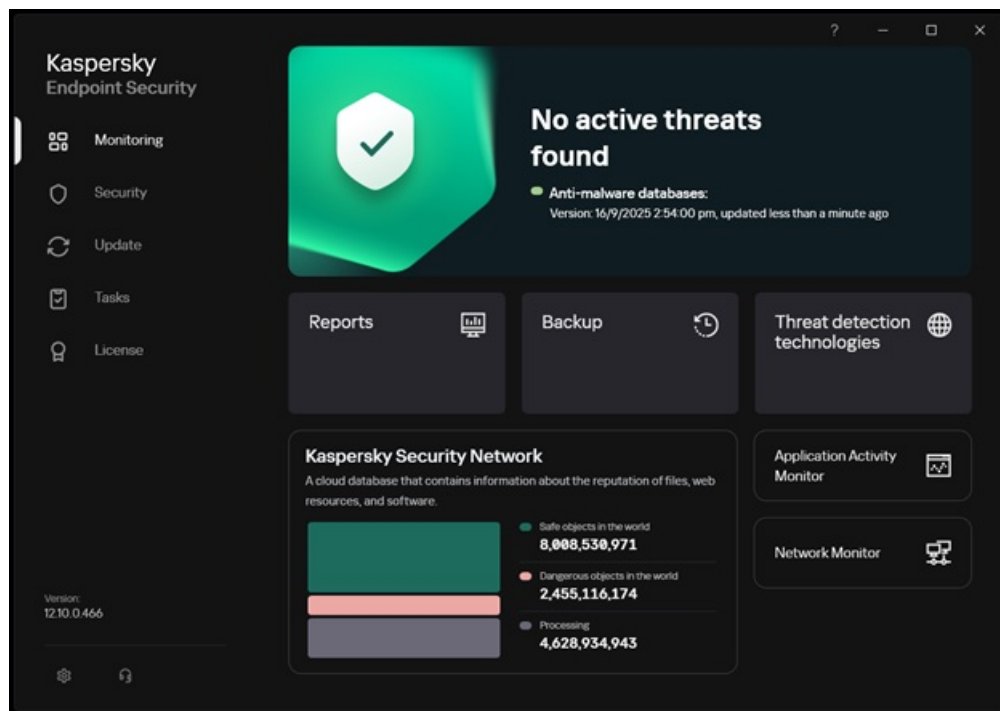 ?
Kaspersky
Endpoint Security
Monitoring
Security
Update
Tasks
License
Version:
12.10.0.466
No active threats
found
Anti-malware databases:
Version: 16/9/2025 2:54:00 pm, updated less than a minute ago
Reports
Backup
Threat detection
technologies
Kaspersky Security Network
A cloud database that contains information about the reputation of files, web
resources, and software.
Safe objects in the world
8,008,530,971
Dangerous objects in the world
2,455,116,174
Processing
4,628,934,943
Application Activity
Monitor
Network Monitor